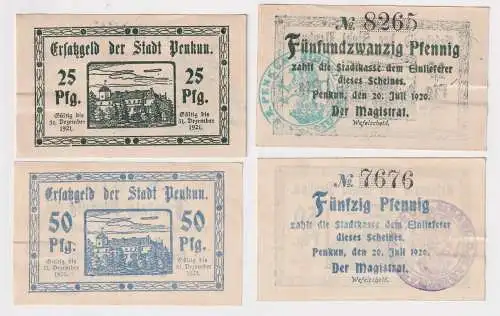 Ersatzgeld der Stadt Penkun.
25 Pfg.
25 Pfg.
Gültig bis
31. Dezember
1921.
Gültig bis
31. Dezember
1921.
№ 8265
Fünfundzwanzig Pfennig
zahlt die Stadtkasse dem Einlieferer
dieses Scheines.
Penkun, den 20. Juli 1920.
Der Magistrat.
Ersatzgeld der Stadt Penkun.
50 Pfg.
50 Pfg.
Gültig bis
31. Dezember
1921.
Gültig bis
31. Dezember
1921.
№ 7676
Fünfzig Pfennig
zahlt die Stadtkasse dem Einlieferer
dieses Scheines.
Penkun, den 20. Juli 1920.
Der Magistrat.